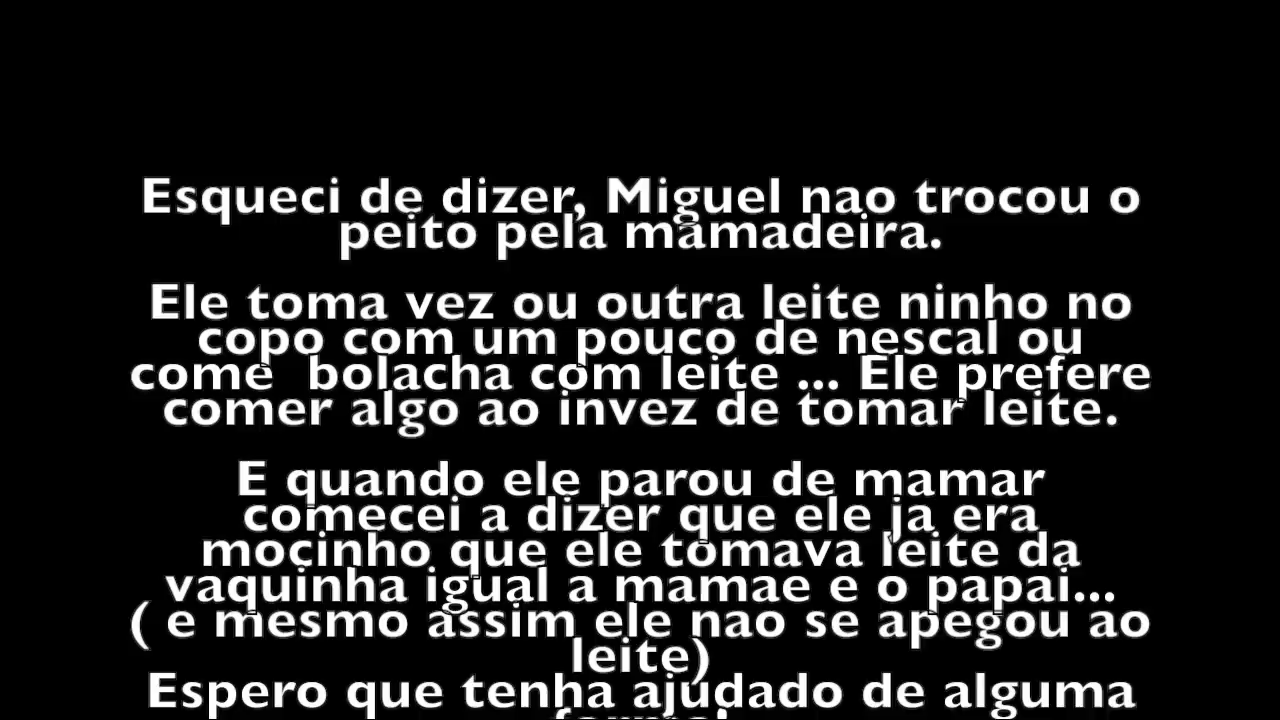 Esqueci de dizer, Miguel nao trocou o
peito pela mamadeira.
Ele toma vez ou outra leite ninho no
copo com um pouco de nescal ou
come  bolacha com leite ... Ele prefere
comer algo ao invez de tomar leite.
E quando ele parou de mamar
comecei a dizer que ele ja era
mocinho que ele tomava leite da
vaquinha igual a mamae e o papai...
( e mesmo assim ele nao se apegou ao
leite)
Espero que tenha ajudado de alguma